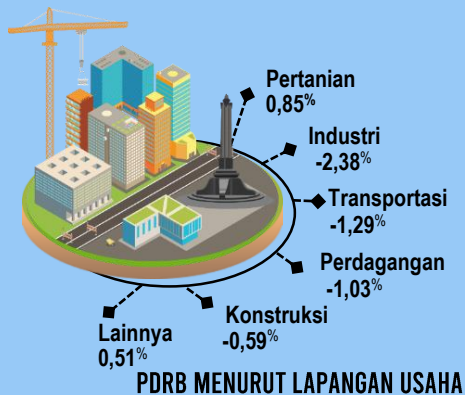 Pertanian
0,85%
Industri
-2,38%
Transportasi
-1,29%
Perdagangan
-1,03%
Konstruksi
-0,59%
Lainnya
0,51%
PDRB MENURUT LAPANGAN USAHA